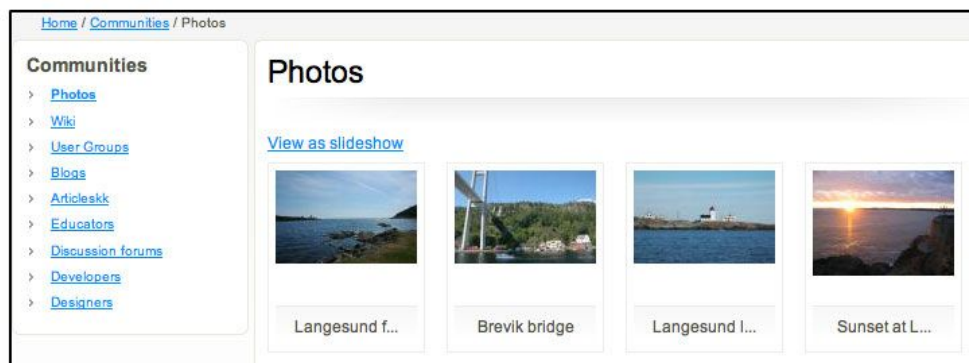 Home / Communities / Photos
Communities
Photos
Wiki
User Groups
Blogs
Articleskk
Educators
Discussion forums
Developers
Designers
Photos
View as slideshow
Langesund f...
Brevik bridge
Langesund l...
Sunset at L...